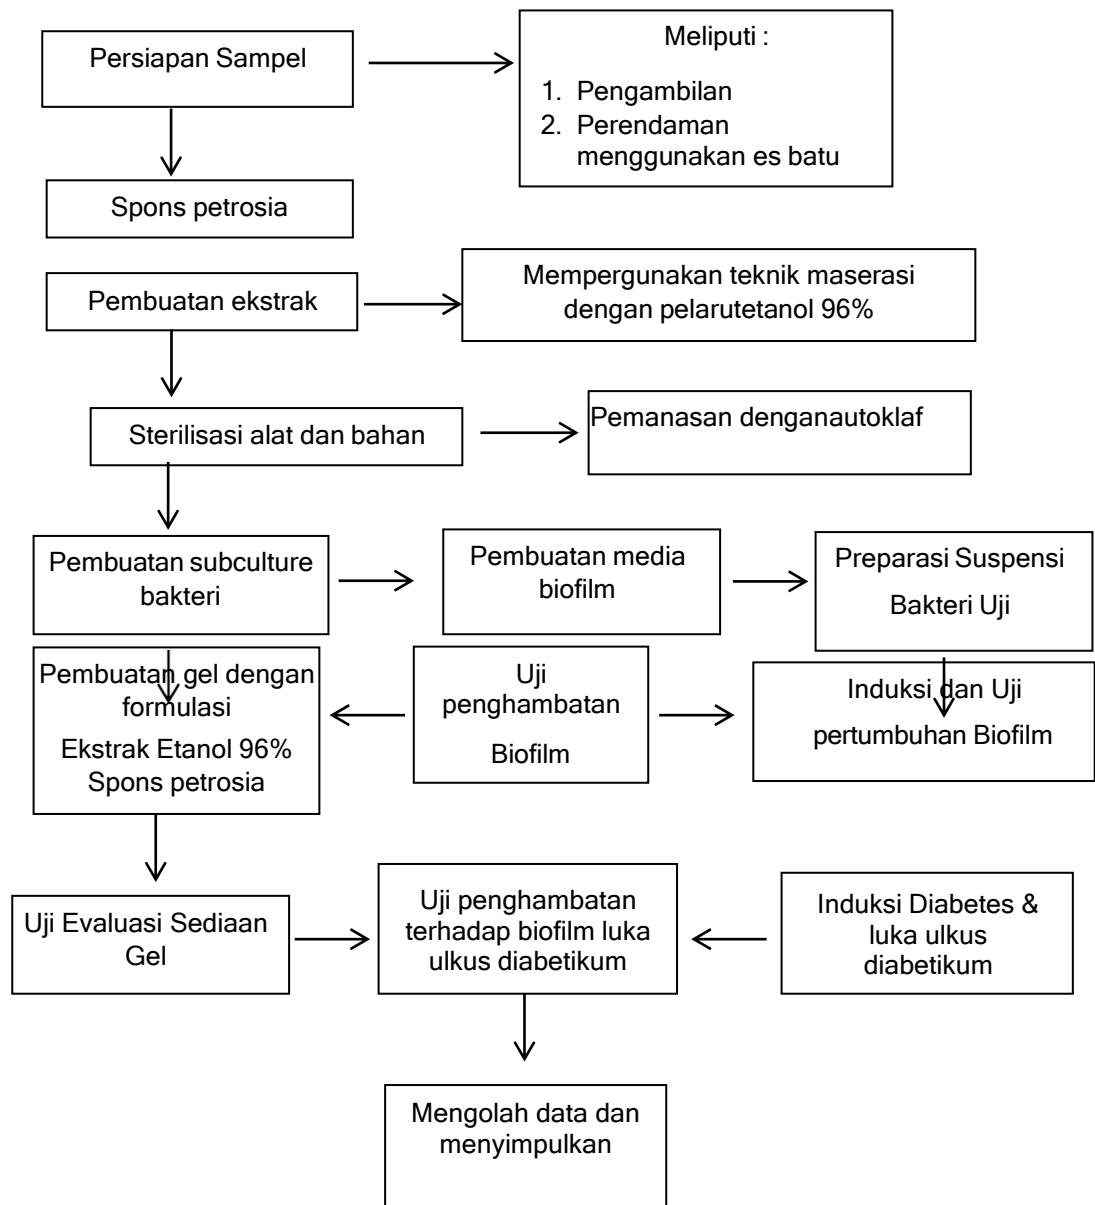 Persiapan Sampel
Meliputi :
1. Pengambilan
2. Perendaman
menggunakan es batu
Spons petrosia
Pembuatan ekstrak
Mempergunakan teknik maserasi
dengan pelarutetanol 96%
Sterilisasi alat dan bahan
Pemanasan denganautoklaf
Pembuatan subculture
bakteri
Pembuatan media
biofilm
Preparasi Suspensi
Bakteri Uji
Pembuatan gel dengan
formulasi
Ekstrak Etanol 96%
Spons petrosia
Uji
penghambatan
Biofilm
Induksi dan Uji
pertumbuhan Biofilm
Uji Evaluasi Sediaan
Gel
Uji penghambatan
terhadap biofilm luka
ulkus diabetikum
Induksi Diabetes &
luka ulkus
diabetikum
Mengolah data dan
menyimpulkan